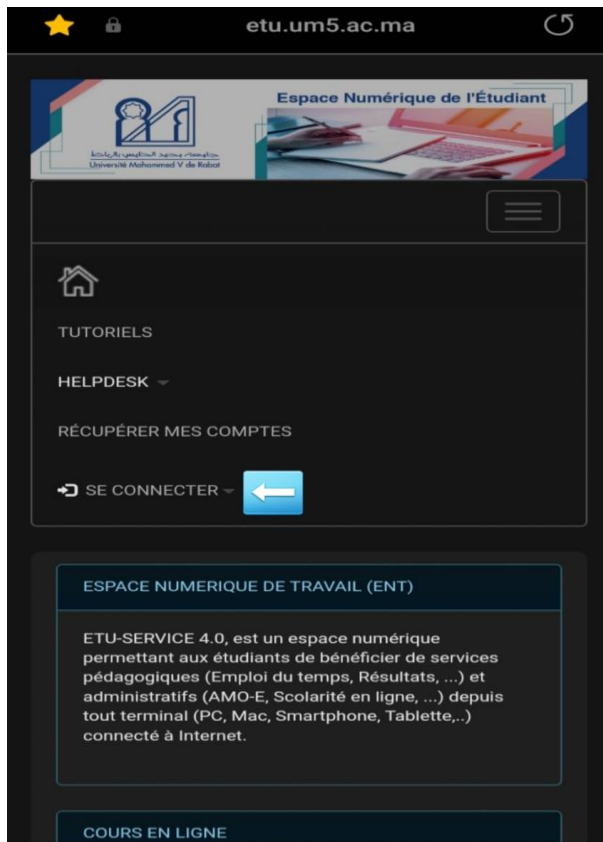 etu.um5.ac.ma
Espace Numérique de l'Étudiant
Université Mohammed V de Rabat
TUTORIELS
HELPDESK
RÉCUPÉRER MES COMPTES
SE CONNECTER
ESPACE NUMERIQUE DE TRAVAIL (ENT)
ETU-SERVICE 4.0, est un espace numérique
permettant aux étudiants de bénéficier de services
pédagogiques (Emploi du temps, Résultats, ...) et
administratifs (AMO-E, Scolarité en ligne, ...) depuis
tout terminal (PC, Mac, Smartphone, Tablette,..)
connecté à Internet.
COURS EN LIGNE